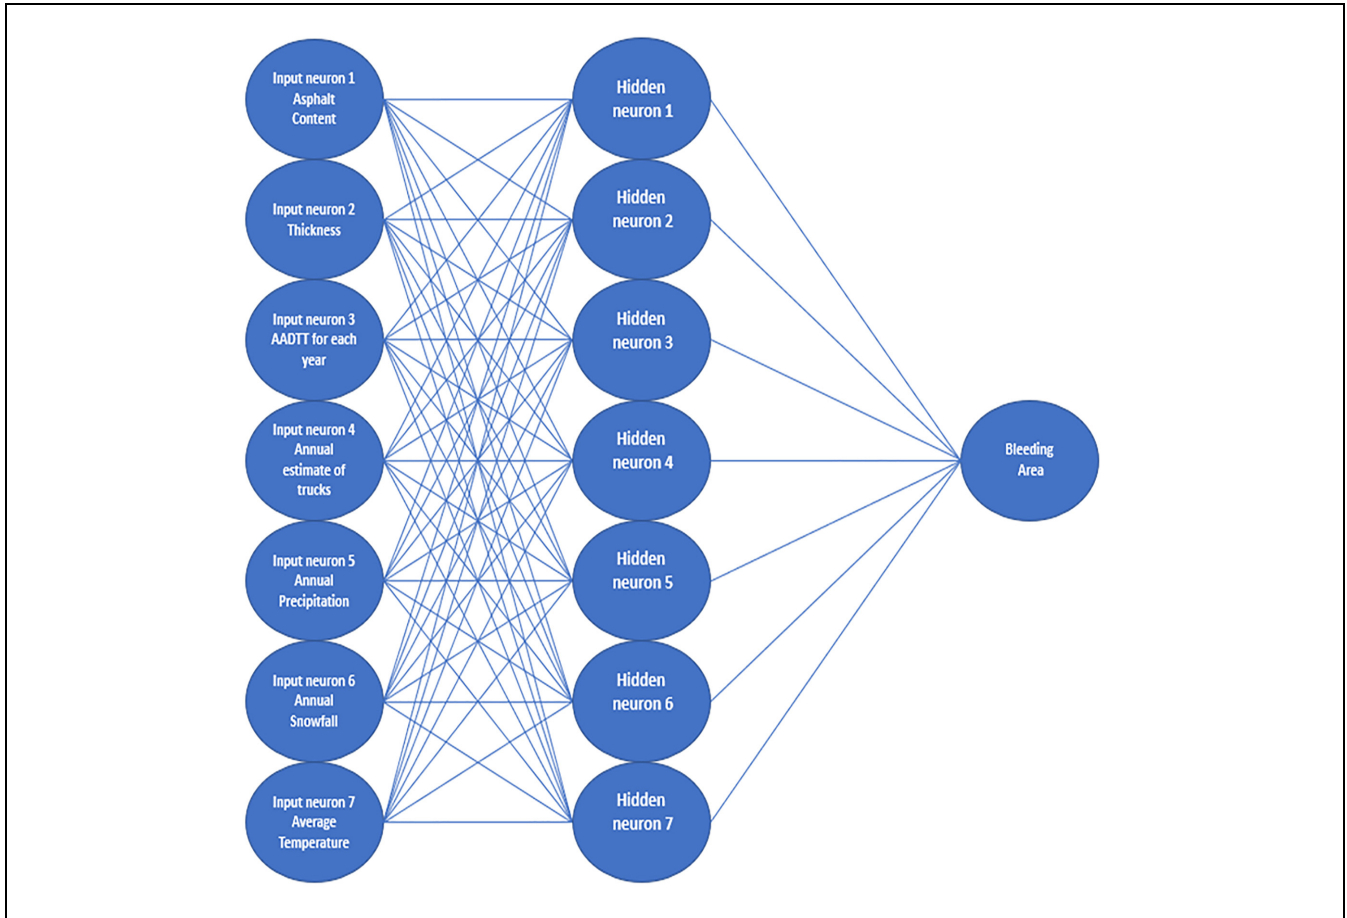 Input neuron 1
Asphalt
Content
Input neuron 2
Thickness
Input neuron 3
AADTT for each
year
Input neuron 4
Annual
estimate of
trucks
Input neuron 5
Annual
Precipitation
Input neuron 6
Annual
Snowfall
Input neuron 7
Average
Temperature
Hidden
neuron 1
Hidden
neuron 2
Hidden
neuron 3
Hidden
neuron 4
Hidden
neuron 5
Hidden
neuron 6
Hidden
neuron 7
Bleeding
Area